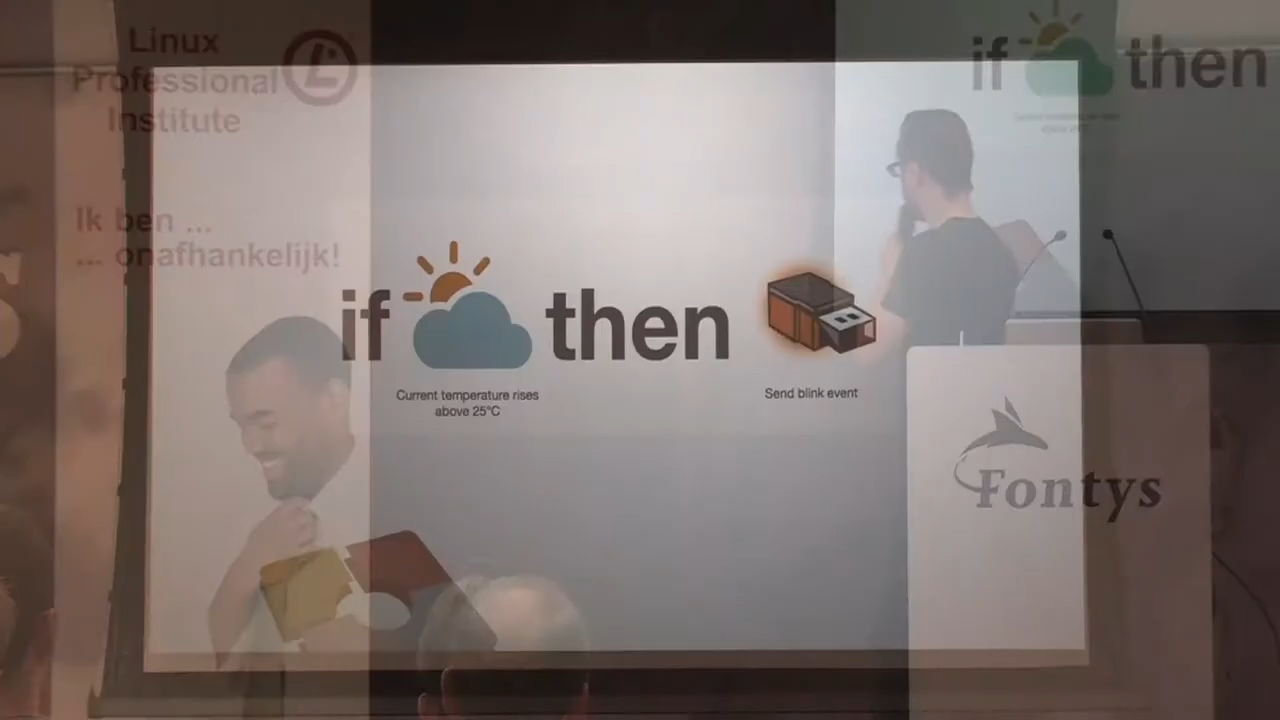 Linux
Professional
Institute
Ik ben ...
... onafhankelijk!
if then
if then
Current temperature rises
above 25°C
Send blink event
Fontys